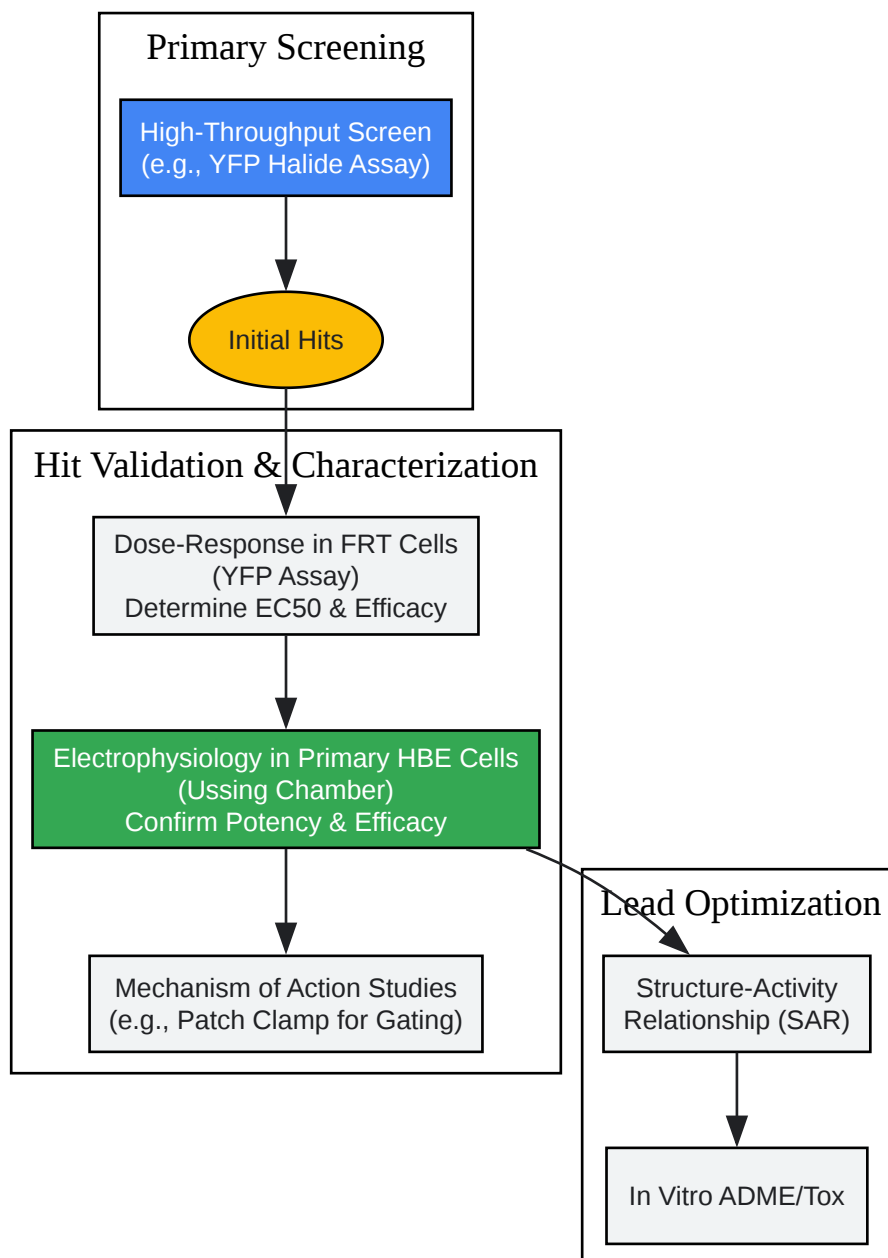 Primary Screening
High-Throughput Screen
(e.g., YFP Halide Assay)
Initial Hits
Hit Validation & Characterization
Dose-Response in FRT Cells
(YFP Assay)
Determine EC50 & Efficacy
Electrophysiology in Primary HBE Cells
(Ussing Chamber)
Confirm Potency & Efficacy
Mechanism of Action Studies
(e.g., Patch Clamp for Gating)
Lead Optimization
Structure-Activity
Relationship (SAR)
In Vitro ADME/Tox